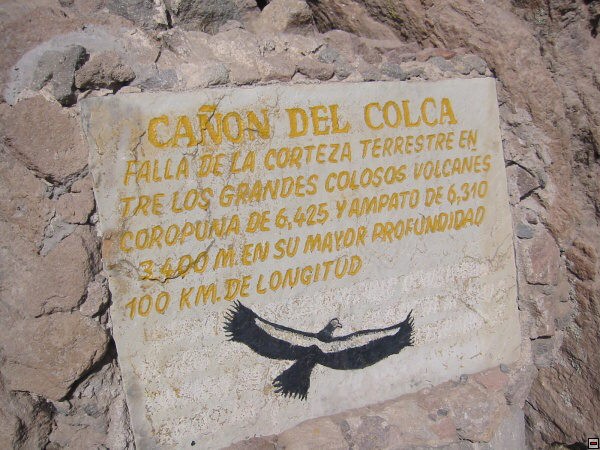 CAÑON DEL COLCA
FALLA DE LA CORTEZA TERRESTRE EN
TRE LOS GRANDES COLOSOS VOLCANES
COROPUNA DE 6,425 Y AMPATO DE 6,310
3.400 M. EN SU MAYOR PROFUNDIDAD
100 KM. DE LONGITUD